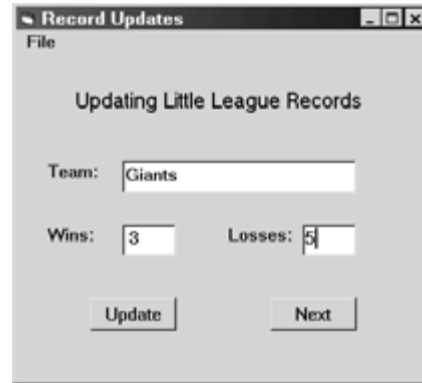 Record Updates
File
Updating Little League Records
Team: Giants
Wins: 3 Losses: 5
Update Next